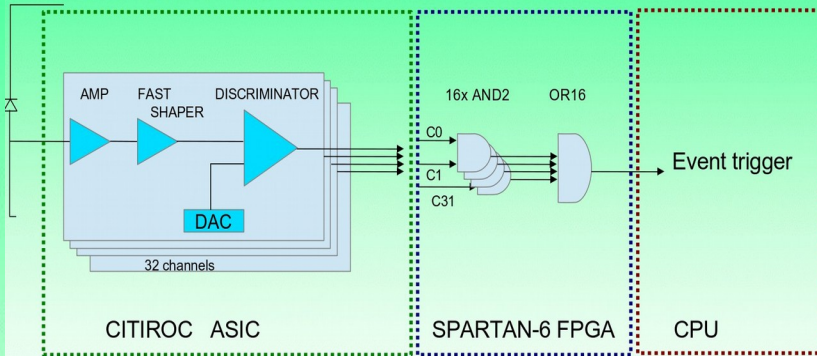 AMP
FAST
SHAPER
DISCRIMINATOR
DAC
32 channels
CITIROC ASIC
16x AND2
OR16
C0
C1
C31
SPARTAN-6 FPGA
Event trigger
CPU